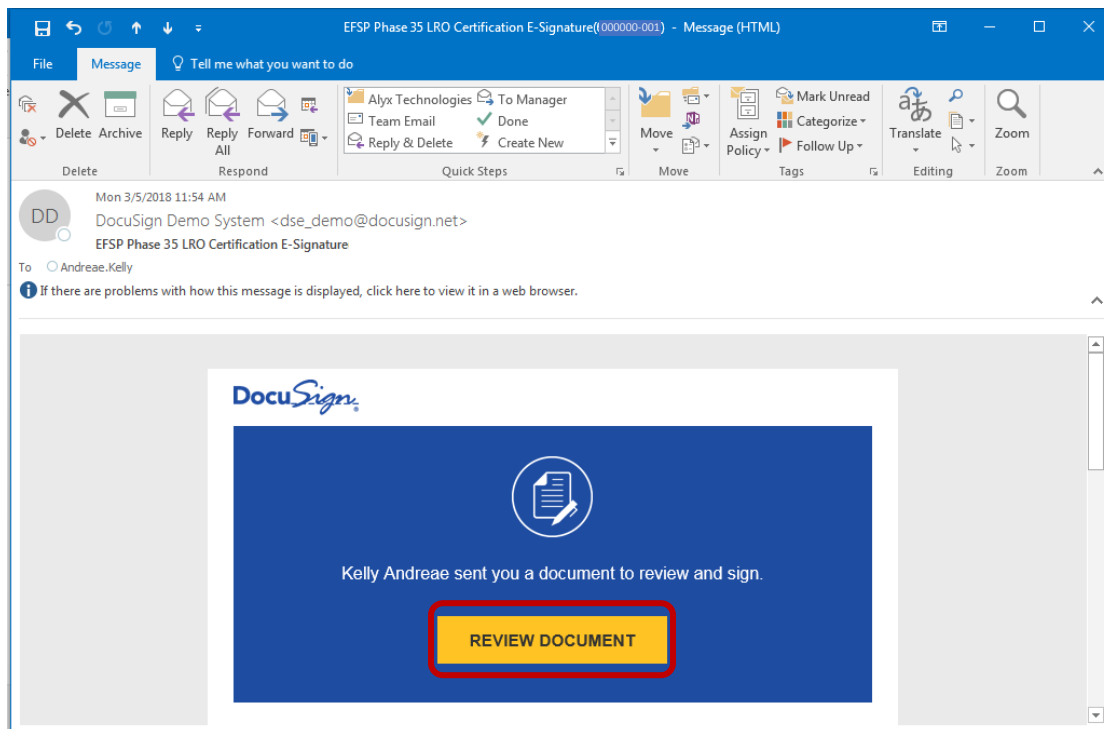 EFSP Phase 35 LRO Certification E-Signature((000000-001) - Message (HTML)
File Message Tell me what you want to do
Delete Archive Reply Reply All Forward
Alyx Technologies To Manager
Team Email Done
Reply & Delete Create New
Move Assign Policy Mark Unread
Categorize
Follow Up
Translate Zoom
Delete Respond Quick Steps Move Tags Editing Zoom
Mon 3/5/2018 11:54 AM
DD
DocuSign Demo System <dse_demo@docusign.net>
EFSP Phase 35 LRO Certification E-Signature
To Andreae.Kelly
If there are problems with how this message is displayed, click here to view it in a web browser.
DocuSign
Kelly Andreae sent you a document to review and sign.
REVIEW DOCUMENT